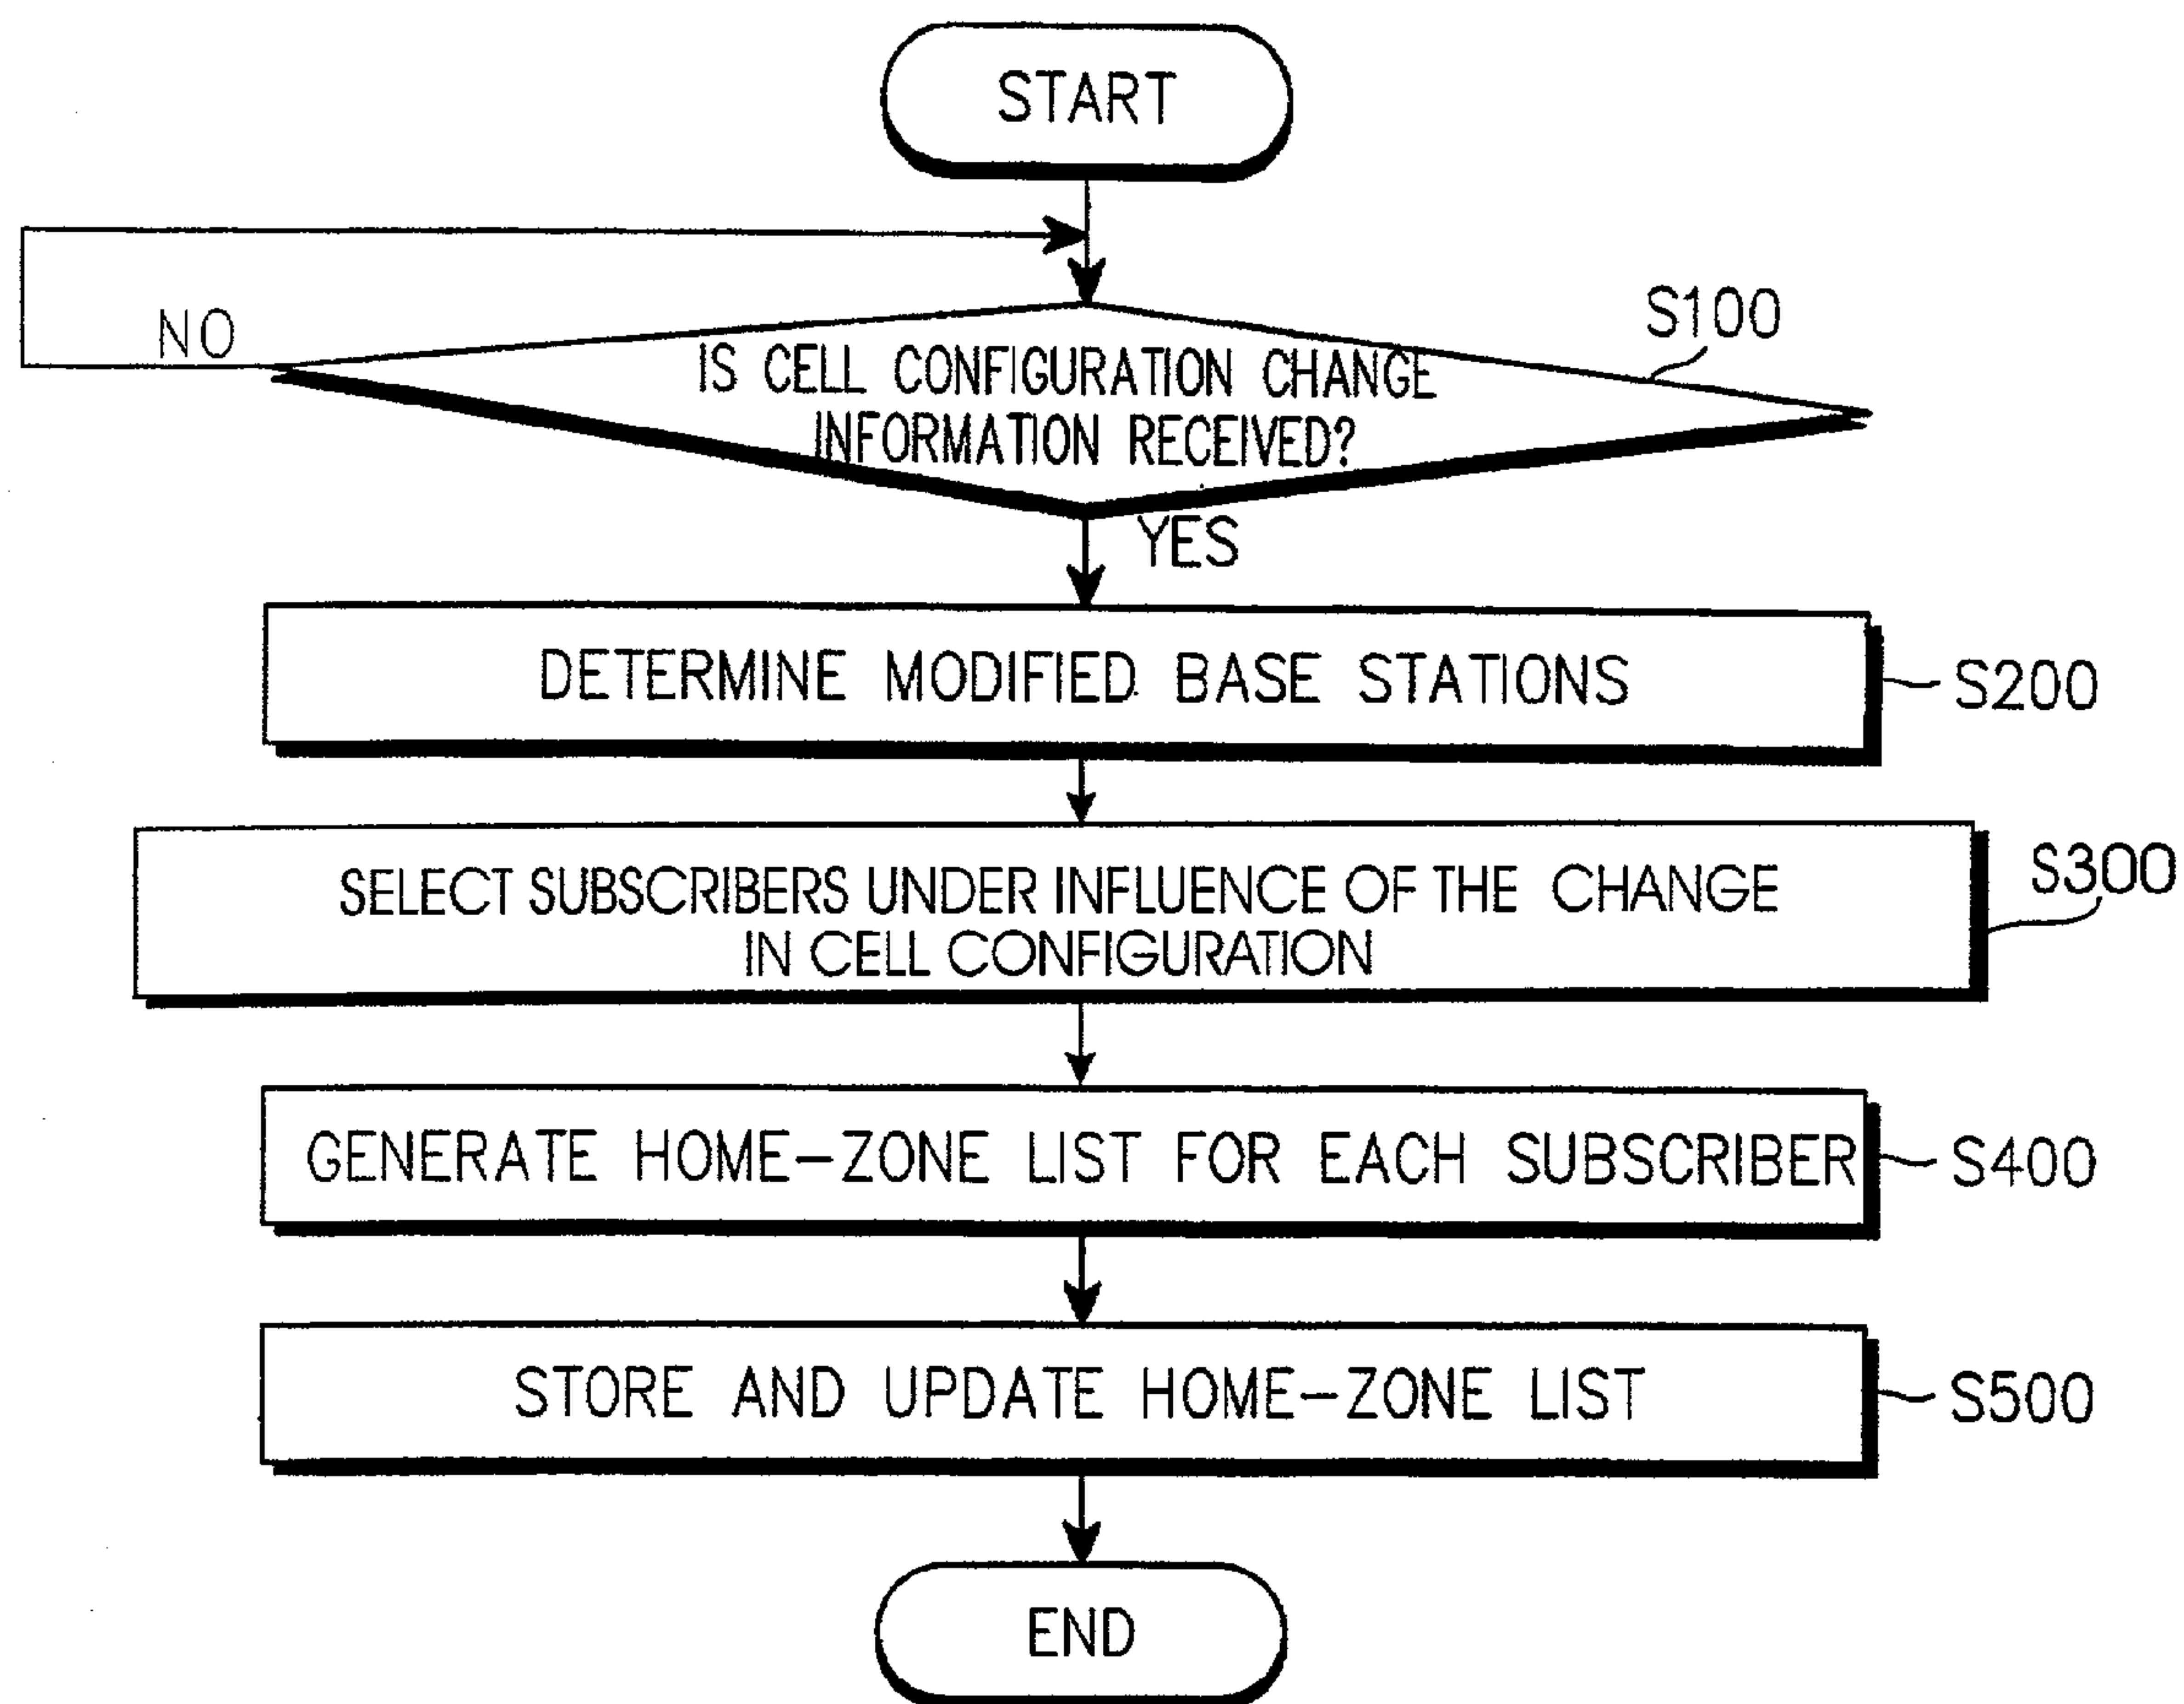 START
NO
S100
IS CELL CONFIGURATION CHANGE
INFORMATION RECEIVED?
YES
DETERMINE MODIFIED BASE STATIONS
S200
SELECT SUBSCRIBERS UNDER INFLUENCE OF THE CHANGE
IN CELL CONFIGURATION
S300
GENERATE HOME-ZONE LIST FOR EACH SUBSCRIBER
S400
STORE AND UPDATE HOME-ZONE LIST
S500
END